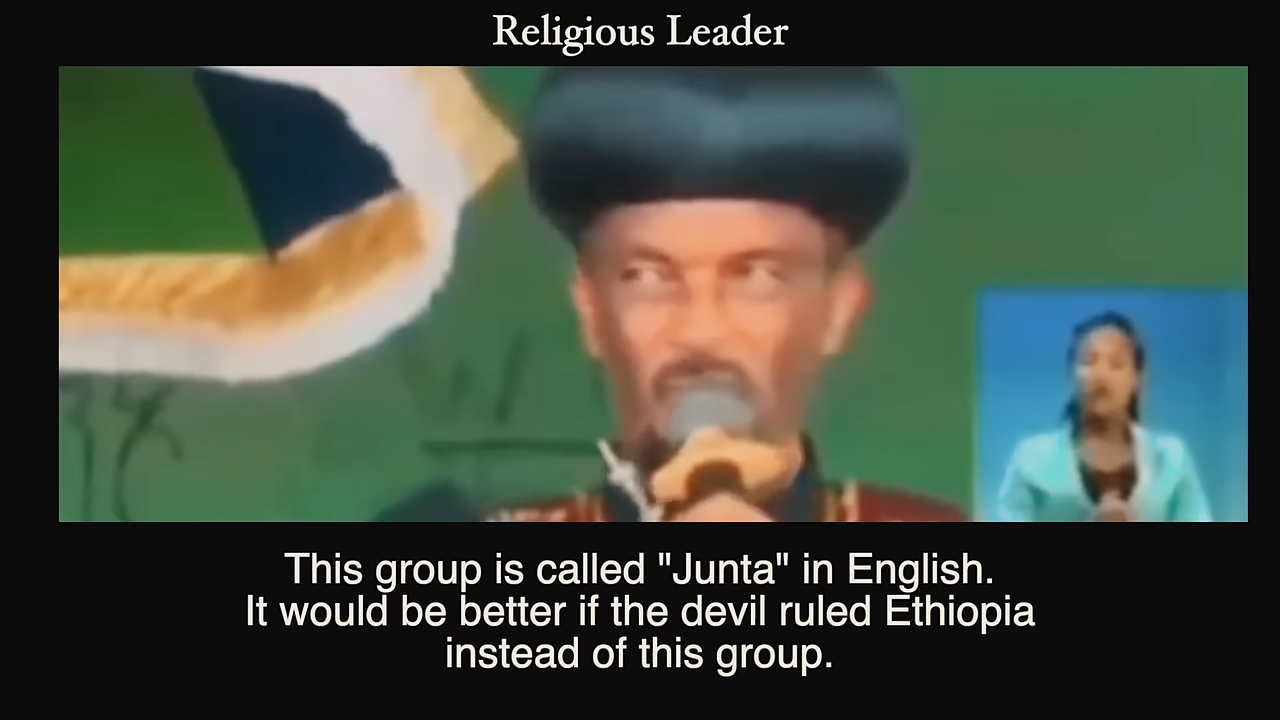 Religious Leader
This group is called "Junta" in English.
It would be better if the devil ruled Ethiopia
instead of this group.